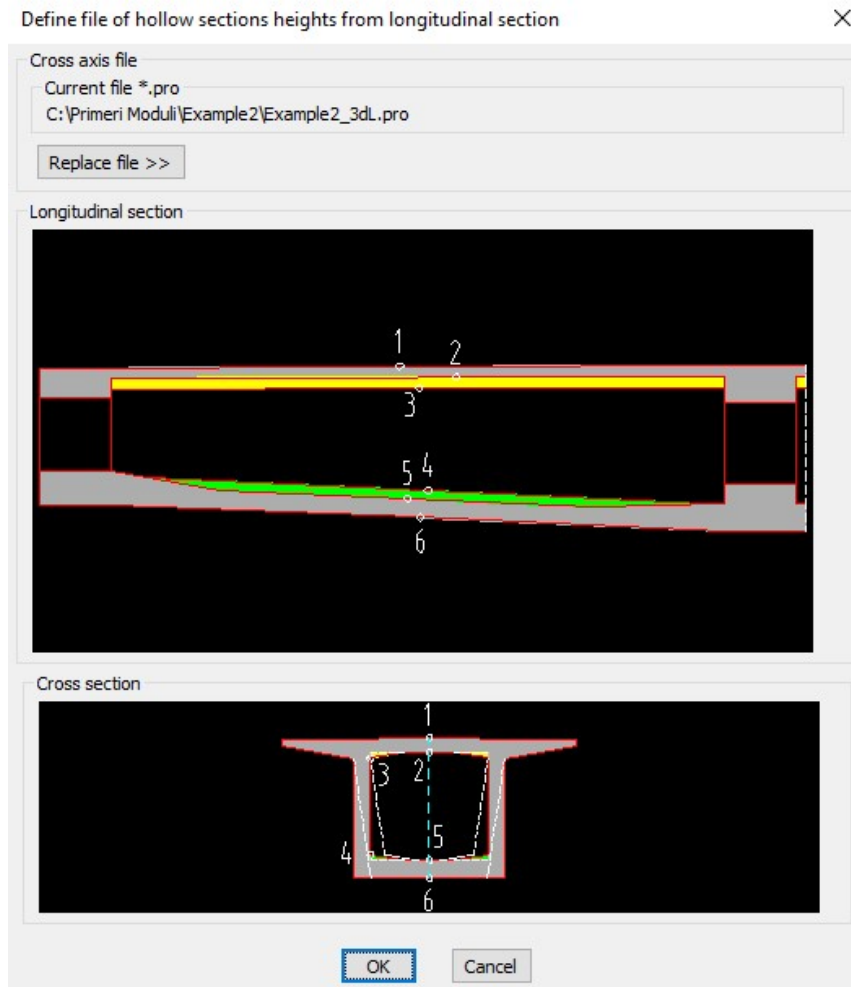 Define file of hollow sections heights from longitudinal section
Cross axis file
Current file *.pro
C:\Primeri Moduli\Example2\Example2_3dL.pro
Replace file >>
Longitudinal section
1
2
3
5 4
6
Cross section
1
3 2
4 5
6
OK Cancel